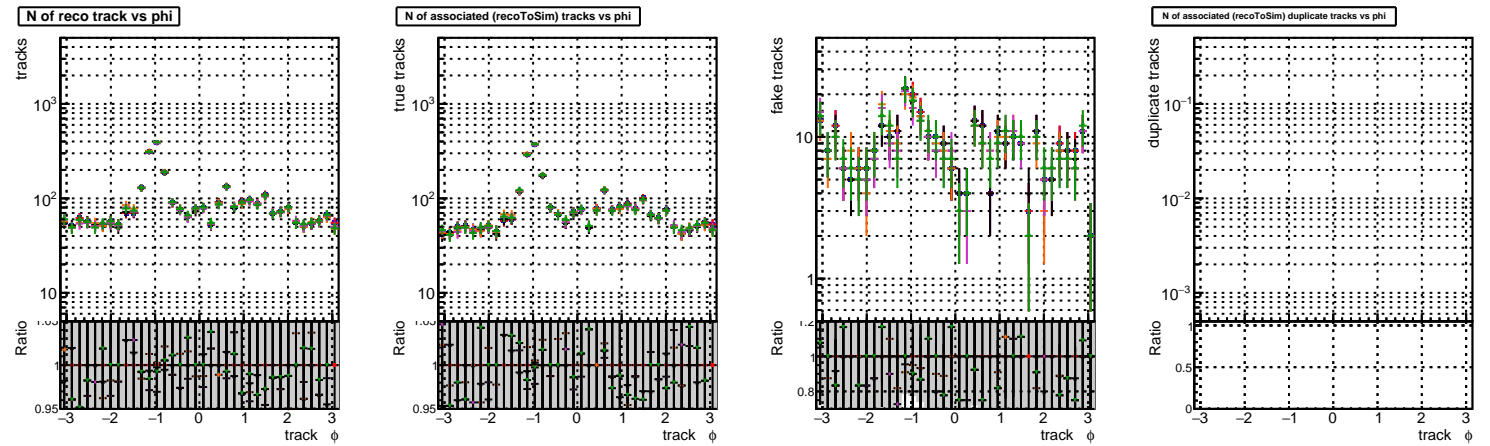 N of reco track vs phi
tracks
10³
10²
10
Ratio
1.05
1
0.95
−3 −2 −1 0 1 2 3
track ϕ
N of associated (recoToSim) tracks vs phi
true tracks
10³
10²
10
Ratio
1.05
1
0.95
−3 −2 −1 0 1 2 3
track ϕ
fake tracks
10
1
Ratio
1.2
1
0.8
−3 −2 −1 0 1 2 3
track ϕ
N of associated (recoToSim) duplicate tracks vs phi
duplicate tracks
10⁻¹
10⁻²
10⁻³
Ratio
1
0.5
0
−3 −2 −1 0 1 2 3
track ϕ